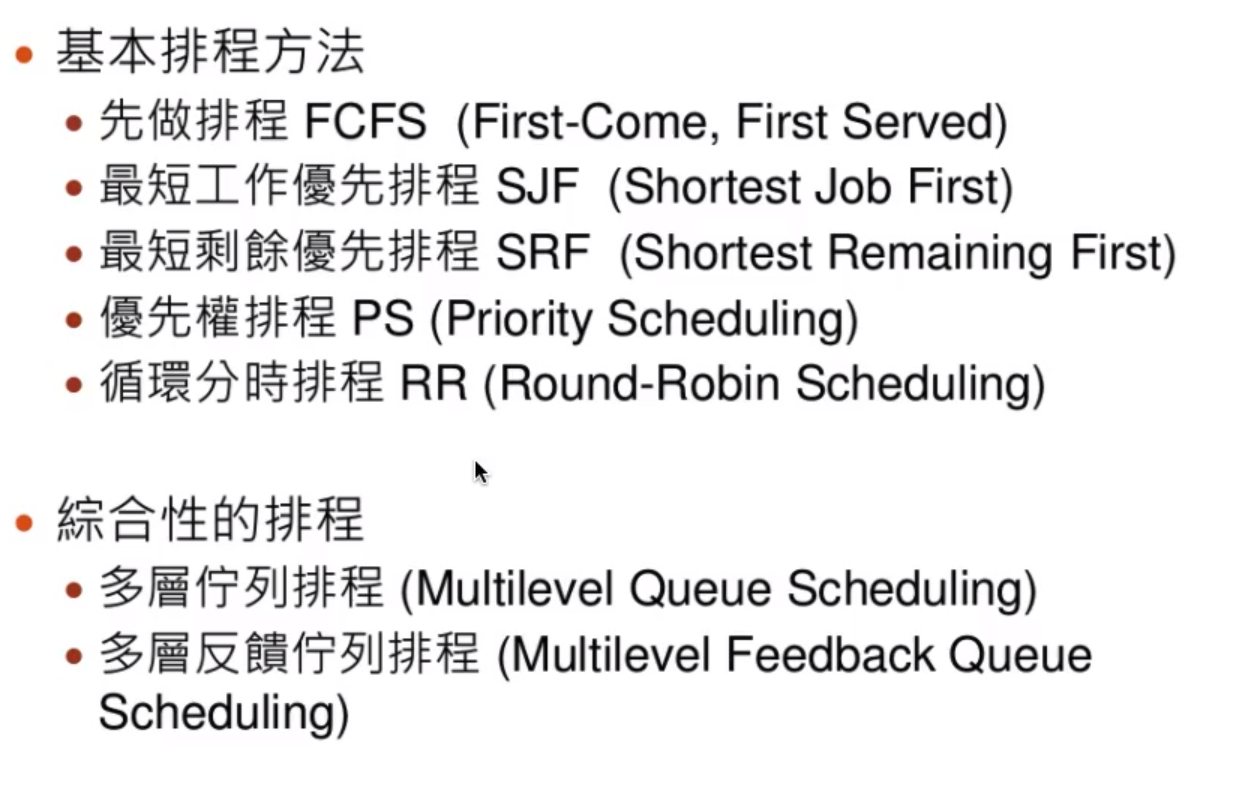 • 基本排程方法
• 先做排程 FCFS (First-Come, First Served)
• 最短工作優先排程 SJF (Shortest Job First)
• 最短剩餘優先排程 SRF (Shortest Remaining First)
• 優先權排程 PS (Priority Scheduling)
• 循環分時排程 RR (Round-Robin Scheduling)
• 綜合性的排程
• 多層佇列排程 (Multilevel Queue Scheduling)
• 多層反饋佇列排程 (Multilevel Feedback Queue
Scheduling)